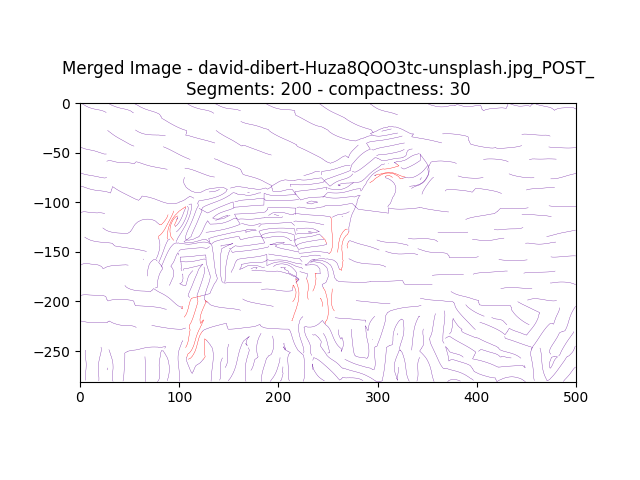 Merged Image - david-dibert-Huza8QOO3tc-unsplash.jpg_POST_
Segments: 200 - compactness: 30
0
−50
−100
−150
−200
−250
0 100 200 300 400 500